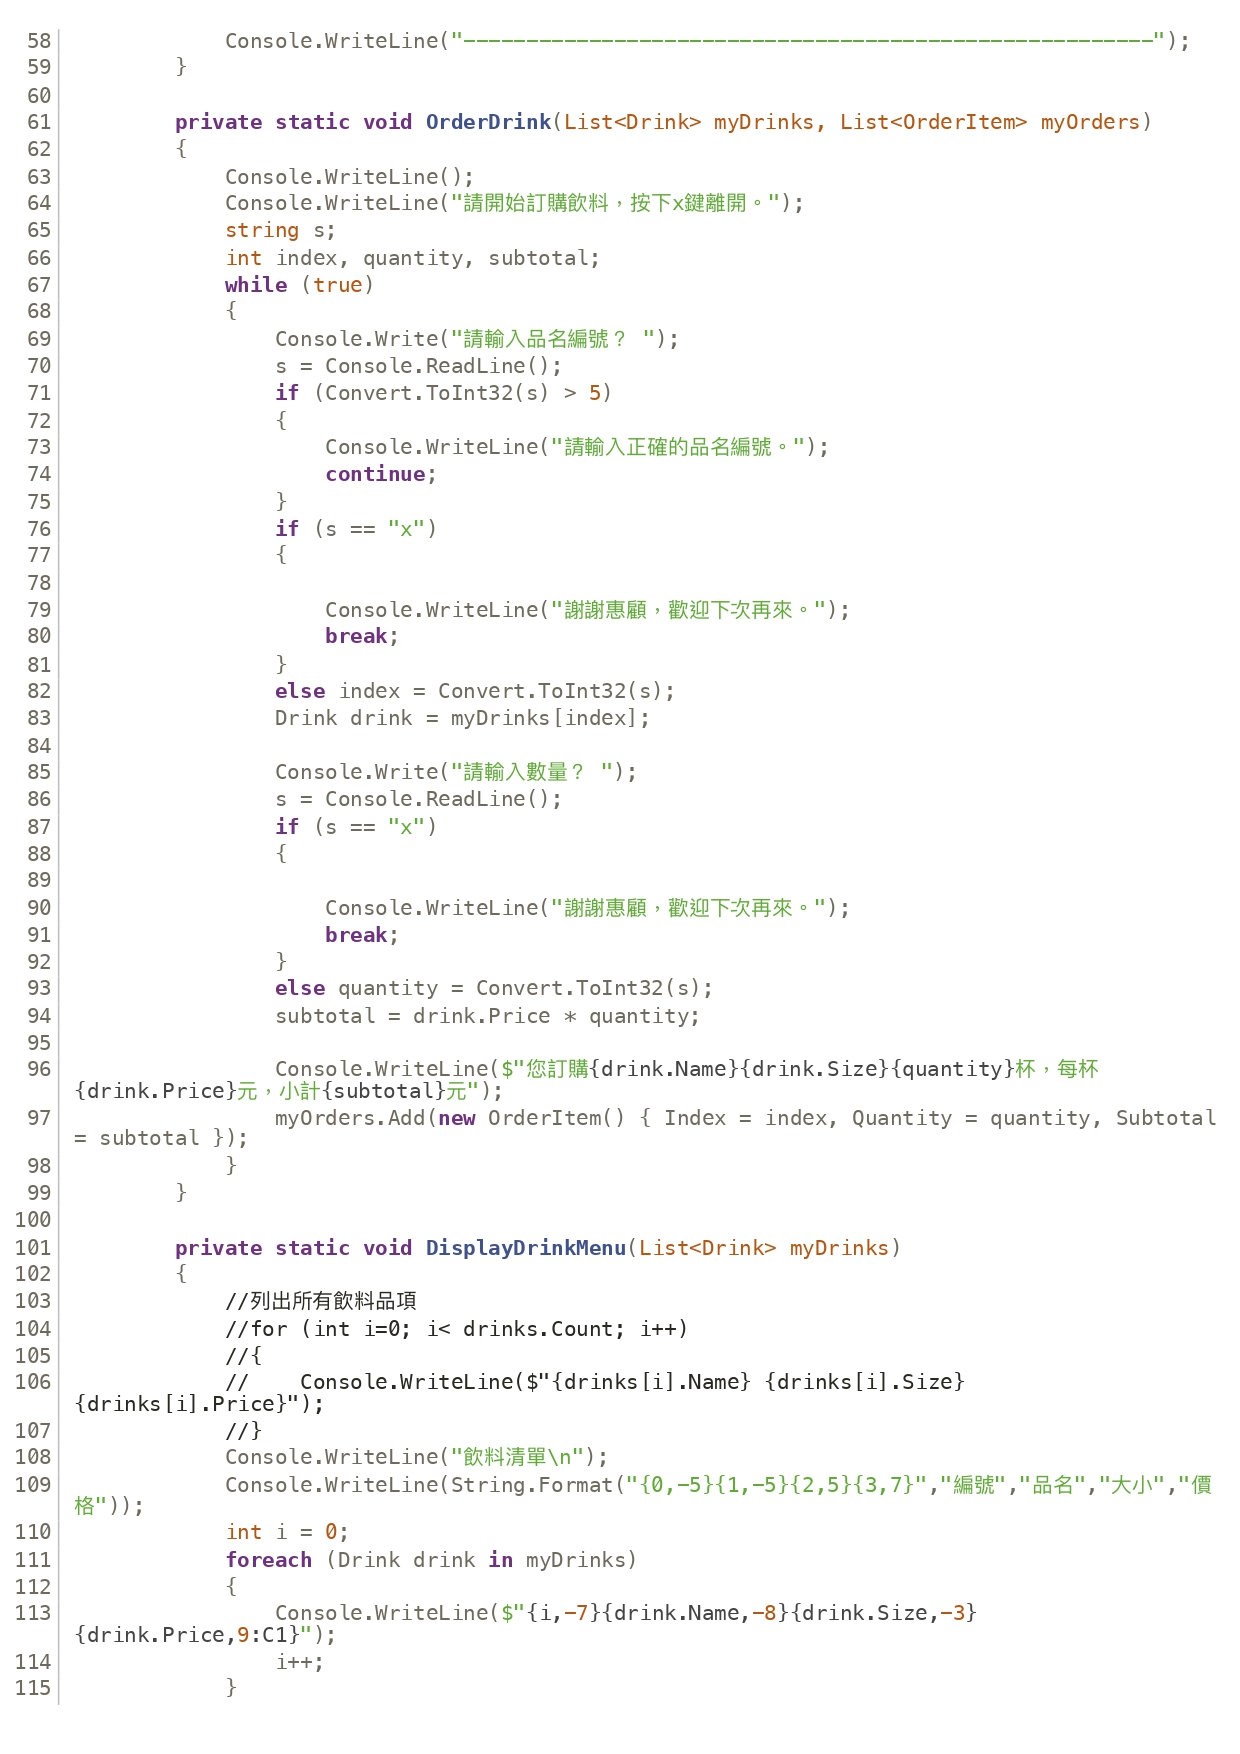 58 Console.WriteLine("-------------------------------------------------------");
59 }
60
61 private static void OrderDrink(List<Drink> myDrinks, List<OrderItem> myOrders)
62 {
63 Console.WriteLine();
64 Console.WriteLine("請開始訂購飲料，按下x鍵離開。");
65 string s;
66 int index, quantity, subtotal;
67 while (true)
68 {
69 Console.Write("請輸入品名編號？ ");
70 s = Console.ReadLine();
71 if (Convert.ToInt32(s) > 5)
72 {
73 Console.WriteLine("請輸入正確的品名編號。");
74 continue;
75 }
76 if (s == "x")
77 {
78
79 Console.WriteLine("謝謝惠顧，歡迎下次再來。");
80 break;
81 }
82 else index = Convert.ToInt32(s);
83 Drink drink = myDrinks[index];
84
85 Console.Write("請輸入數量？ ");
86 s = Console.ReadLine();
87 if (s == "x")
88 {
89
90 Console.WriteLine("謝謝惠顧，歡迎下次再來。");
91 break;
92 }
93 else quantity = Convert.ToInt32(s);
94 subtotal = drink.Price * quantity;
95
96 Console.WriteLine($"您訂購{drink.Name}{drink.Size}{quantity}杯，每杯
{drink.Price}元，小計{subtotal}元");
97 myOrders.Add(new OrderItem() { Index = index, Quantity = quantity, Subtotal
= subtotal });
98 }
99 }
100
101 private static void DisplayDrinkMenu(List<Drink> myDrinks)
102 {
103 //列出所有飲料品項
104 //for (int i=0; i< drinks.Count; i++)
105 //{
106 //    Console.WriteLine($"{drinks[i].Name} {drinks[i].Size}
{drinks[i].Price}");
107 //}
108 Console.WriteLine("飲料清單\n");
109 Console.WriteLine(String.Format("{0,-5}{1,-5}{2,5}{3,7}","編號","品名","大小","價
格"));
110 int i = 0;
111 foreach (Drink drink in myDrinks)
112 {
113 Console.WriteLine($"{i,-7}{drink.Name,-8}{drink.Size,-3}
{drink.Price,9:C1}");
114 i++;
115 }